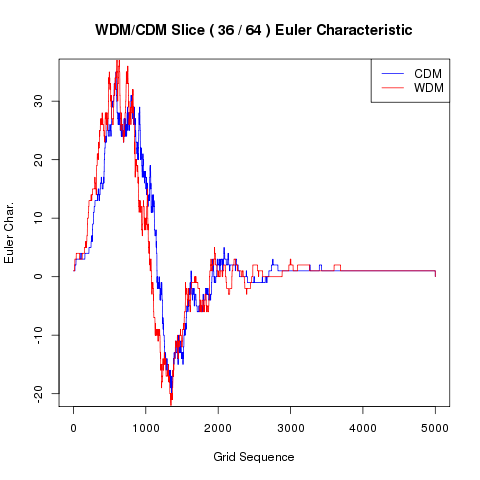 WDM/CDM Slice ( 36 / 64 ) Euler Characteristic
CDM
WDM
Euler Char.
30
20
10
0
-10
-20
0 1000 2000 3000 4000 5000
Grid Sequence